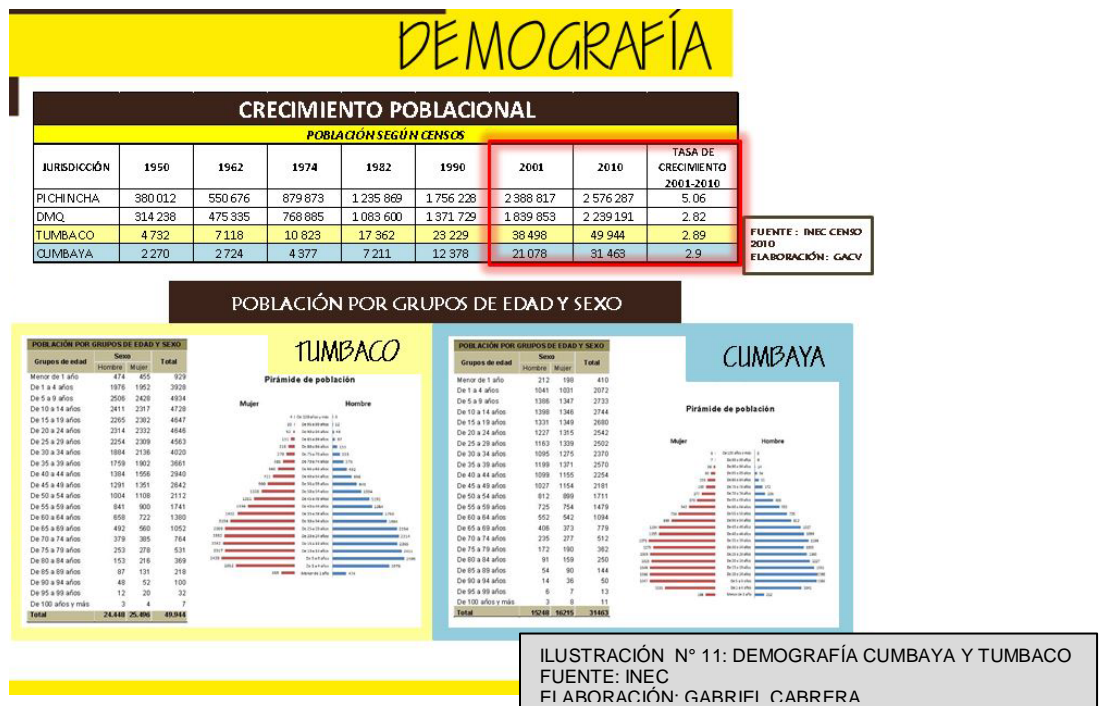 DEMOGRAFÍA
CRECIMIENTO POBLACIONAL
POBLACIÓN SEGÚN CENSOS
JURISDICCIÓN 1950 1962 1974 1982 1990 2001 2010 TASA DE CRECIMIENTO 2001-2010
PICHINCHA 380 012 550 676 879 873 1 235 869 1 756 228 2 388 817 2 576 287 5.06
DMQ 314 238 475 335 768 885 1 083 600 1 371 729 1 839 853 2 239 191 2.82
TUMBACO 4 732 7 118 10 823 17 362 23 229 38 498 49 944 2.89
CUMBAYA 2 270 2 724 4 377 7 211 12 378 21 078 31 463 2.9
FUENTE : INEC CENSO
2010
ELABORACIÓN: GACV
POBLACIÓN POR GRUPOS DE EDAD Y SEXO
TUMBACO
POBLACIÓN POR GRUPOS DE EDAD Y SEXO
Grupos de edad Sexo Total
Hombre Mujer
Menor de 1 año 474 455 929
De 1 a 4 años 1976 1952 3928
De 5 a 9 años 2506 2428 4934
De 10 a 14 años 2411 2317 4728
De 15 a 19 años 2265 2382 4647
De 20 a 24 años 2314 2332 4646
De 25 a 29 años 2254 2309 4563
De 30 a 34 años 1884 2136 4020
De 35 a 39 años 1759 1902 3661
De 40 a 44 años 1384 1556 2940
De 45 a 49 años 1291 1351 2642
De 50 a 54 años 1004 1108 2112
De 55 a 59 años 841 900 1741
De 60 a 64 años 658 722 1380
De 65 a 69 años 492 560 1052
De 70 a 74 años 379 385 764
De 75 a 79 años 253 278 531
De 80 a 84 años 153 216 369
De 85 a 89 años 87 131 218
De 90 a 94 años 48 52 100
De 95 a 99 años 12 20 32
De 100 años y más 3 4 7
Total 24.448 25.496 49.944
Pirámide de población
Mujer Hombre
CUMBAYA
POBLACIÓN POR GRUPOS DE EDAD Y SEXO
Grupos de edad Sexo Total
Hombre Mujer
Menor de 1 año 212 198 410
De 1 a 4 años 1041 1031 2072
De 5 a 9 años 1386 1347 2733
De 10 a 14 años 1398 1346 2744
De 15 a 19 años 1331 1349 2680
De 20 a 24 años 1227 1315 2542
De 25 a 29 años 1163 1339 2502
De 30 a 34 años 1095 1275 2370
De 35 a 39 años 1199 1371 2570
De 40 a 44 años 1099 1155 2254
De 45 a 49 años 1027 1154 2181
De 50 a 54 años 812 899 1711
De 55 a 59 años 725 754 1479
De 60 a 64 años 552 542 1094
De 65 a 69 años 406 373 779
De 70 a 74 años 235 277 512
De 75 a 79 años 172 190 362
De 80 a 84 años 91 159 250
De 85 a 89 años 54 90 144
De 90 a 94 años 14 36 50
De 95 a 99 años 6 7 13
De 100 años y más 3 8 11
Total 15248 16215 31463
Pirámide de población
Mujer Hombre
ILUSTRACIÓN N° 11: DEMOGRAFÍA CUMBAYA Y TUMBACO
FUENTE: INEC
ELABORACIÓN: GABRIEL CABRERA